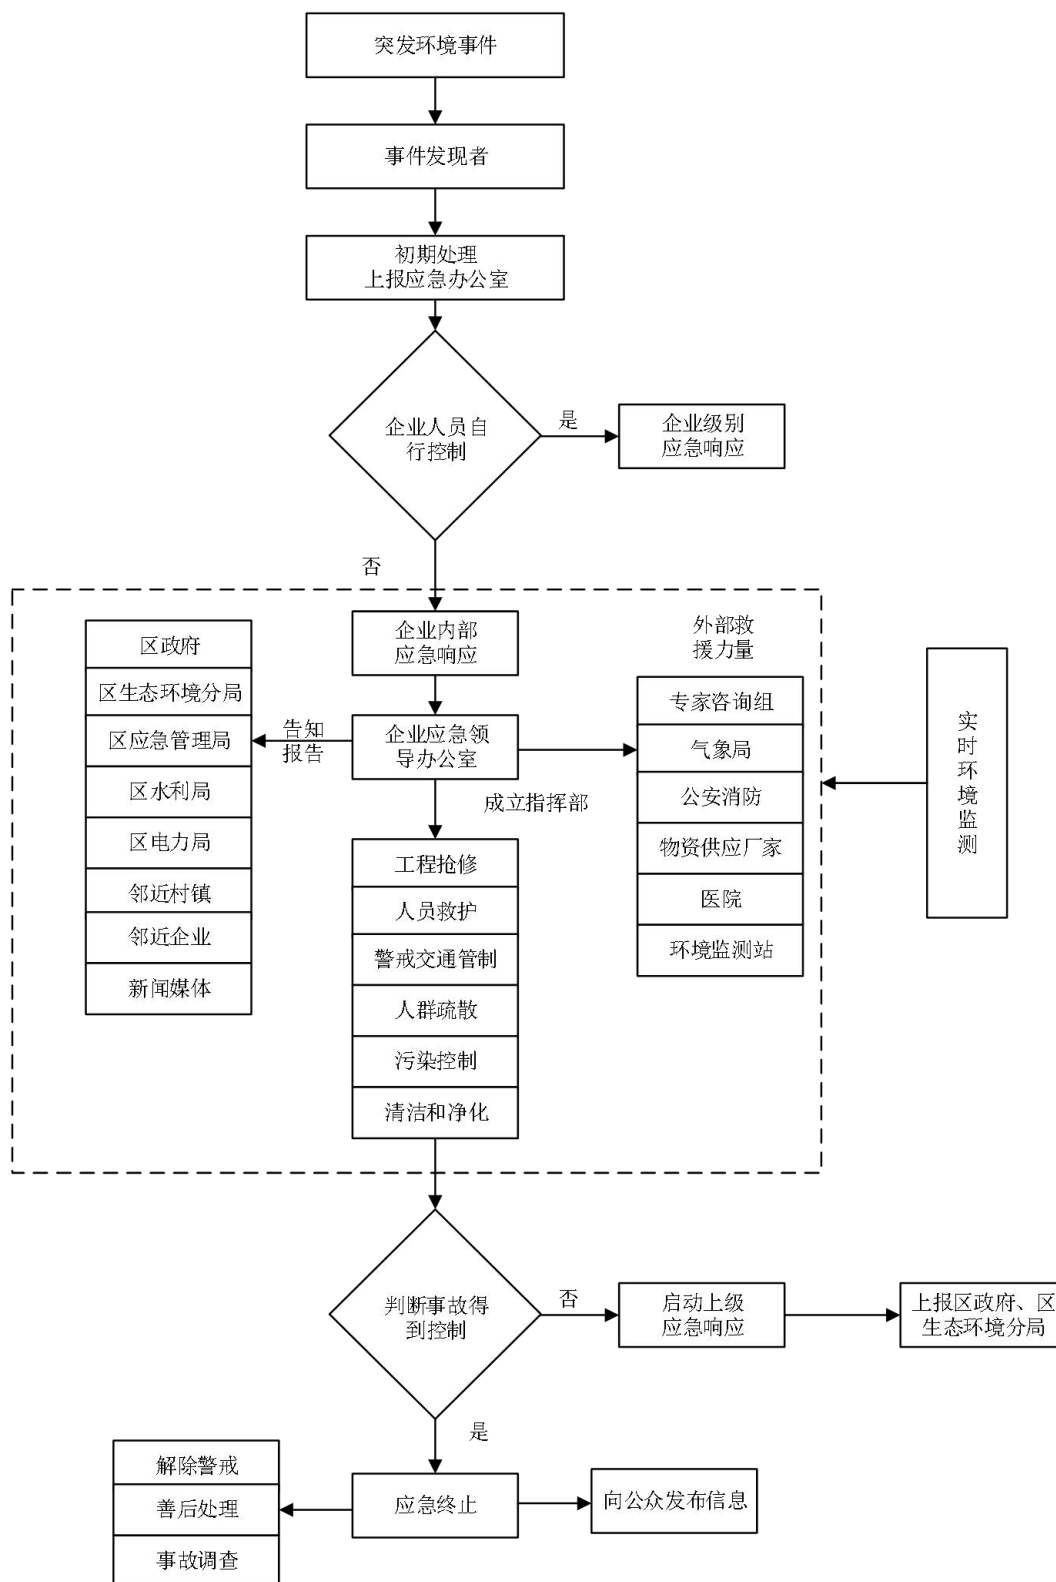 突发环境事件
事件发现者
初期处理
上报应急办公室
企业人员自
行控制
是
企业级别
应急响应
否
区政府
区生态环境分局
区应急管理局
区水利局
区电力局
邻近村镇
邻近企业
新闻媒体
告知
报告
企业内部
应急响应
企业应急领
导办公室
成立指挥部
工程抢修
人员救护
警戒交通管制
人群疏散
污染控制
清洁和净化
外部救
援力量
专家咨询组
气象局
公安消防
物资供应厂家
医院
环境监测站
实
时
环
境
监
测
判断事故得
到控制
否
启动上级
应急响应
上报区政府、区
生态环境分局
是
解除警戒
善后处理
事故调查
应急终止
向公众发布信息